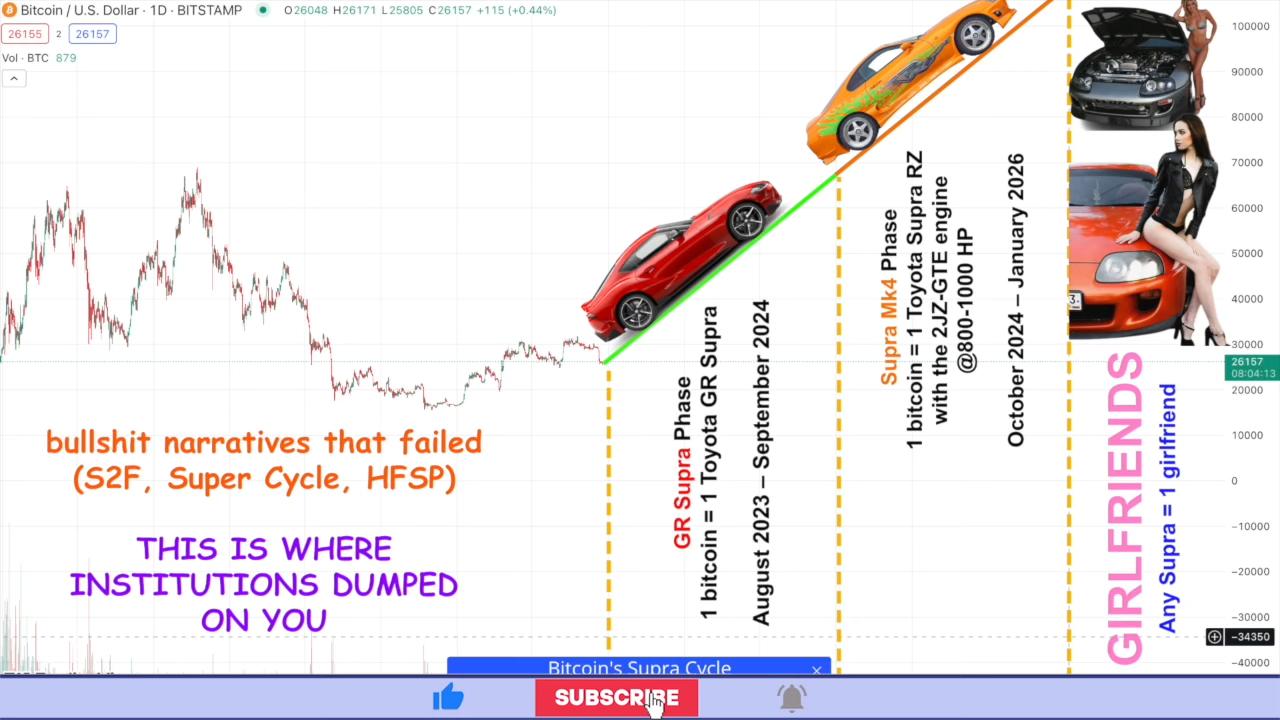 Bitcoin / U.S. Dollar · 1D · BITSTAMP
O26048 H26171 L25805 C26157 +115 (+0.44%)
26155 2 26157
Vol · BTC 879
100000
90000
80000
70000
60000
50000
40000
30000
26157
08:04:13
20000
10000
0
−10000
−20000
−30000
−34350
−40000
bullshit narratives that failed
(S2F, Super Cycle, HFSP)
THIS IS WHERE
INSTITUTIONS DUMPED
ON YOU
GR Supra Phase
1 bitcoin = 1 Toyota GR Supra
August 2023 – September 2024
Supra Mk4 Phase
1 bitcoin = 1 Toyota Supra RZ
with the 2JZ-GTE engine
@800-1000 HP
October 2024 – January 2026
GIRLFRIENDS
Any Supra = 1 girlfriend
Bitcoin's Supra Cycle
SUBSCRIBE